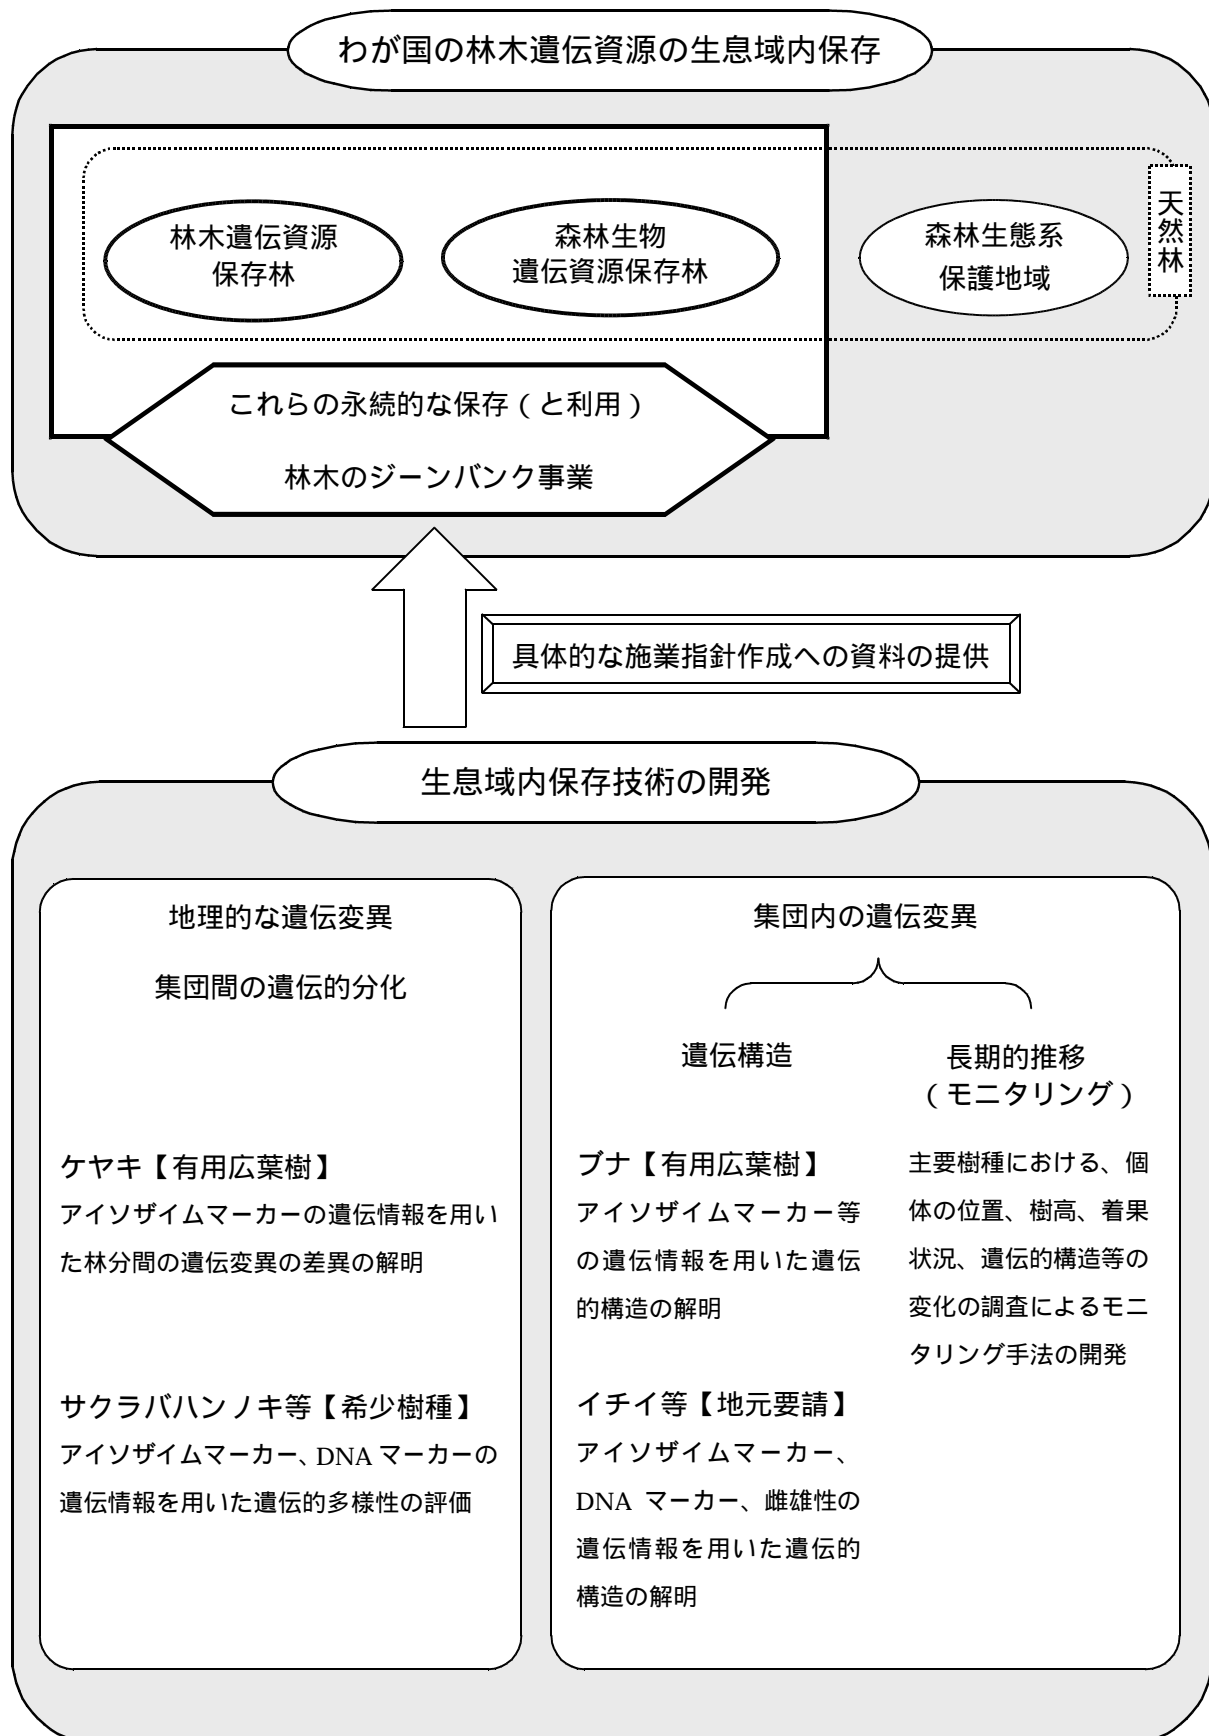 わが国の林木遺伝資源の生息域内保存
林木遺伝資源
保存林
森林生物
遺伝資源保存林
森林生態系
保護地域
天然林
これらの永続的な保存（と利用）
林木のジーンバンク事業
具体的な施業指針作成への資料の提供
生息域内保存技術の開発
地理的な遺伝変異
集団間の遺伝的分化
ケヤキ【有用広葉樹】
アイソザイムマーカーの遺伝情報を用い
た林分間の遺伝変異の差異の解明
サクラバハンノキ等【希少樹種】
アイソザイムマーカー、DNA マーカーの
遺伝情報を用いた遺伝的多様性の評価
集団内の遺伝変異
遺伝構造
ブナ【有用広葉樹】
アイソザイムマーカー等
の遺伝情報を用いた遺伝
的構造の解明
イチイ等【地元要請】
アイソザイムマーカー、
DNA マーカー、雌雄性の
遺伝情報を用いた遺伝的
構造の解明
長期的推移
（モニタリング）
主要樹種における、個
体の位置、樹高、着果
状況、遺伝的構造等の
変化の調査によるモニ
タリング手法の開発